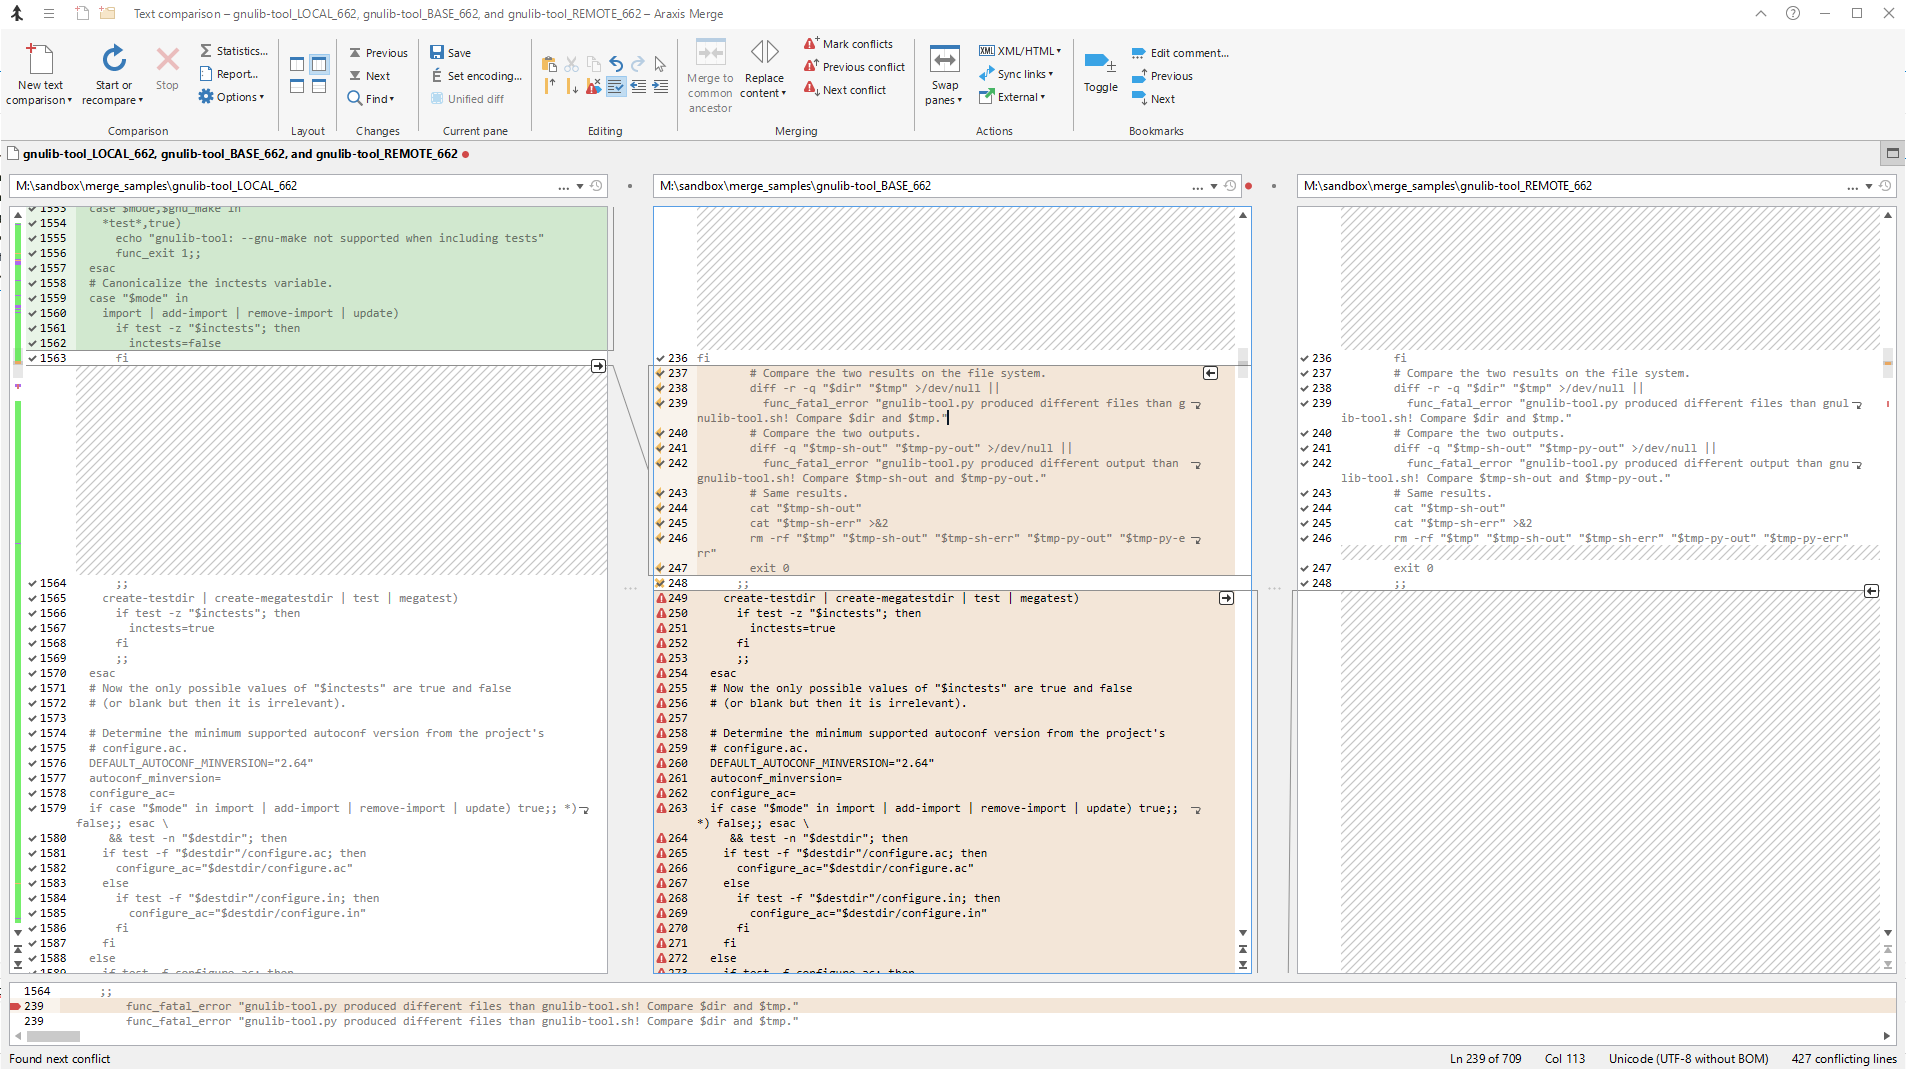 Text comparison – gnulib-tool_LOCAL_662, gnulib-tool_BASE_662, and gnulib-tool_REMOTE_662 – Araxis Merge
New text comparison
Start or recompare
Stop
Statistics...
Report...
Options
Comparison
Layout
Previous
Next
Find
Changes
Save
Set encoding...
Unified diff
Current pane
Editing
Merge to common ancestor
Replace content
Mark conflicts
Previous conflict
Next conflict
Merging
Swap panes
XML/HTML
Sync links
External
Actions
Toggle
Edit comment...
Previous
Next
Bookmarks
gnulib-tool_LOCAL_662, gnulib-tool_BASE_662, and gnulib-tool_REMOTE_662
M:\sandbox\merge_samples\gnulib-tool_LOCAL_662
1553   case $mode,$gnu_make in
1554     *test*,true)
1555       echo "gnulib-tool: --gnu-make not supported when including tests"
1556       func_exit 1;;
1557   esac
1558   # Canonicalize the inctests variable.
1559   case "$mode" in
1560     import | add-import | remove-import | update)
1561       if test -z "$inctests"; then
1562         inctests=false
1563       fi
1564       ;;
1565     create-testdir | create-megatestdir | test | megatest)
1566       if test -z "$inctests"; then
1567         inctests=true
1568       fi
1569       ;;
1570   esac
1571   # Now the only possible values of "$inctests" are true and false
1572   # (or blank but then it is irrelevant).
1573
1574   # Determine the minimum supported autoconf version from the project's
1575   # configure.ac.
1576   DEFAULT_AUTOCONF_MINVERSION="2.64"
1577   autoconf_minversion=
1578   configure_ac=
1579   if case "$mode" in import | add-import | remove-import | update) true;; *)
false;; esac \
1580      && test -n "$destdir"; then
1581     if test -f "$destdir"/configure.ac; then
1582       configure_ac="$destdir/configure.ac"
1583     else
1584       if test -f "$destdir"/configure.in; then
1585         configure_ac="$destdir/configure.in"
1586       fi
1587     fi
1588   else
1589     if test -f configure.ac; then
M:\sandbox\merge_samples\gnulib-tool_BASE_662
236 fi
237         # Compare the two results on the file system.
238         diff -r -q "$dir" "$tmp" >/dev/null ||
239           func_fatal_error "gnulib-tool.py produced different files than g
nulib-tool.sh! Compare $dir and $tmp."
240         # Compare the two outputs.
241         diff -q "$tmp-sh-out" "$tmp-py-out" >/dev/null ||
242           func_fatal_error "gnulib-tool.py produced different output than
gnulib-tool.sh! Compare $tmp-sh-out and $tmp-py-out."
243         # Same results.
244         cat "$tmp-sh-out"
245         cat "$tmp-sh-err" >&2
246         rm -rf "$tmp" "$tmp-sh-out" "$tmp-sh-err" "$tmp-py-out" "$tmp-py-e
rr"
247         exit 0
248       ;;
249     create-testdir | create-megatestdir | test | megatest)
250       if test -z "$inctests"; then
251         inctests=true
252       fi
253       ;;
254   esac
255   # Now the only possible values of "$inctests" are true and false
256   # (or blank but then it is irrelevant).
257
258   # Determine the minimum supported autoconf version from the project's
259   # configure.ac.
260   DEFAULT_AUTOCONF_MINVERSION="2.64"
261   autoconf_minversion=
262   configure_ac=
263   if case "$mode" in import | add-import | remove-import | update) true;;
*) false;; esac \
264      && test -n "$destdir"; then
265     if test -f "$destdir"/configure.ac; then
266       configure_ac="$destdir/configure.ac"
267     else
268       if test -f "$destdir"/configure.in; then
269         configure_ac="$destdir/configure.in"
270       fi
271     fi
272   else
273     if test -f configure.ac; then
M:\sandbox\merge_samples\gnulib-tool_REMOTE_662
236         fi
237         # Compare the two results on the file system.
238         diff -r -q "$dir" "$tmp" >/dev/null ||
239           func_fatal_error "gnulib-tool.py produced different files than gnul
ib-tool.sh! Compare $dir and $tmp."
240         # Compare the two outputs.
241         diff -q "$tmp-sh-out" "$tmp-py-out" >/dev/null ||
242           func_fatal_error "gnulib-tool.py produced different output than gnu
lib-tool.sh! Compare $tmp-sh-out and $tmp-py-out."
243         # Same results.
244         cat "$tmp-sh-out"
245         cat "$tmp-sh-err" >&2
246         rm -rf "$tmp" "$tmp-sh-out" "$tmp-sh-err" "$tmp-py-out" "$tmp-py-err"
247         exit 0
248         ;;
1564       ;;
239           func_fatal_error "gnulib-tool.py produced different files than gnulib-tool.sh! Compare $dir and $tmp."
239           func_fatal_error "gnulib-tool.py produced different files than gnulib-tool.sh! Compare $dir and $tmp."
Found next conflict
Ln 239 of 709
Col 113
Unicode (UTF-8 without BOM)
427 conflicting lines